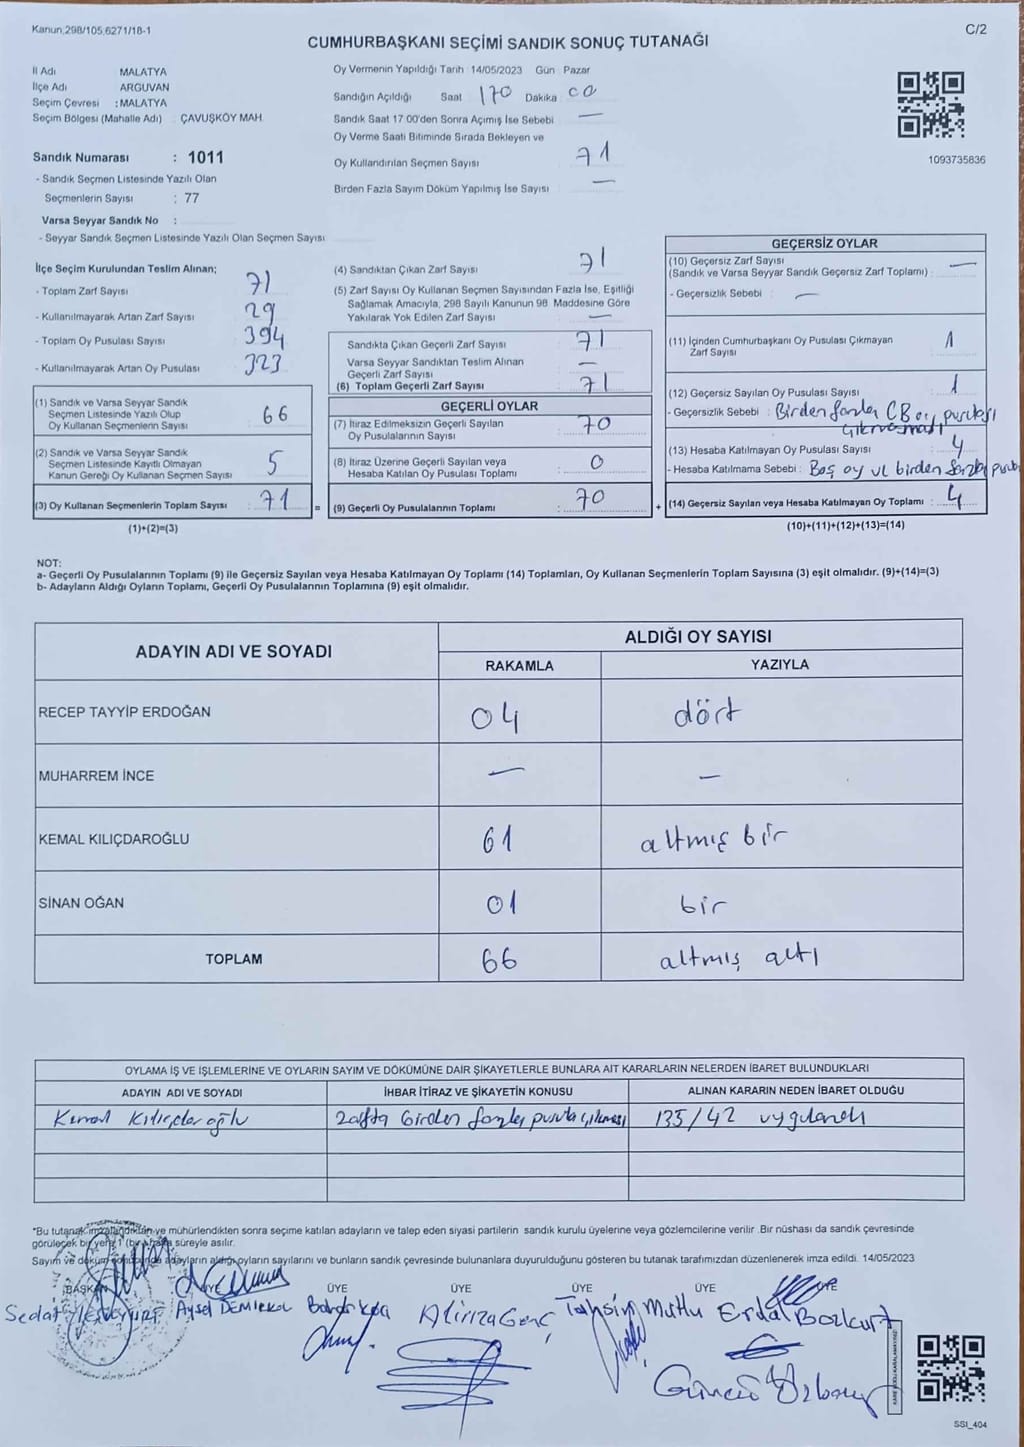 Kanun,298/105,6271/18-1
C/2
CUMHURBAŞKANI SEÇİMİ SANDIK SONUÇ TUTANAĞI
İl Adı MALATYA
İlçe Adı ARGUVAN
Seçim Çevresi : MALATYA
Seçim Bölgesi (Mahalle Adı) ÇAVUŞKÖY MAH.
Sandık Numarası : 1011
- Sandık Seçmen Listesinde Yazılı Olan
Seçmenlerin Sayısı : 77
Varsa Seyyar Sandık No :
- Seyyar Sandık Seçmen Listesinde Yazılı Olan Seçmen Sayısı
Oy Vermenin Yapıldığı Tarih 14/05/2023 Gün Pazar
Sandığın Açıldığı Saat 170 Dakika 00
Sandık Saat 17:00'den Sonra Açımış İse Sebebi —
Oy Verme Saati Bitiminde Sırada Bekleyen ve
Oy Kullandırılan Seçmen Sayısı 71
Birden Fazla Sayım Döküm Yapılmış İse Sayısı —
1093735836
İlçe Seçim Kurulundan Teslim Alınan;
- Toplam Zarf Sayısı 71
- Kullanılmayarak Artan Zarf Sayısı 29
- Toplam Oy Pusulası Sayısı 394
- Kullanılmayarak Artan Oy Pusulası 323
(1) Sandık ve Varsa Seyyar Sandık
Seçmen Listesinde Yazılı Olup
Oy Kullanan Seçmenlerin Sayısı 66
(2) Sandık ve Varsa Seyyar Sandık
Seçmen Listesinde Kayıtlı Olmayan
Kanun Gereği Oy Kullanan Seçmen Sayısı 5
(3) Oy Kullanan Seçmenlerin Toplam Sayısı 71 =
(1)+(2)=(3)
(4) Sandıktan Çıkan Zarf Sayısı 71
(5) Zarf Sayısı Oy Kullanan Seçmen Sayısından Fazla İse, Eşitliği
Sağlamak Amacıyla, 298 Sayılı Kanunun 98. Maddesine Göre
Yakılarak Yok Edilen Zarf Sayısı —
Sandıkta Çıkan Geçerli Zarf Sayısı 71
Varsa Seyyar Sandıktan Teslim Alınan
Geçerli Zarf Sayısı —
(6) Toplam Geçerli Zarf Sayısı 71
GEÇERLİ OYLAR
(7) İtiraz Edilmeksizin Geçerli Sayılan
Oy Pusulalarının Sayısı 70
(8) İtiraz Üzerine Geçerli Sayılan veya
Hesaba Katılan Oy Pusulası Toplamı 0
(9) Geçerli Oy Pusulalarının Toplamı 70 +
GEÇERSİZ OYLAR
(10) Geçersiz Zarf Sayısı —
(Sandık ve Varsa Seyyar Sandık Geçersiz Zarf Toplamı) :
- Geçersizlik Sebebi : —
(11) İçinden Cumhurbaşkanı Oy Pusulası Çıkmayan
Zarf Sayısı 1
(12) Geçersiz Sayılan Oy Pusulası Sayısı 1
- Geçersizlik Sebebi : Birden fazla CB oy pusulası
çıkması
(13) Hesaba Katılmayan Oy Pusulası Sayısı 4
- Hesaba Katılmama Sebebi : Boş oy ve birden fazla pusula
(14) Geçersiz Sayılan veya Hesaba Katılmayan Oy Toplamı : 4
(10)+(11)+(12)+(13)=(14)
NOT:
a- Geçerli Oy Pusulalarının Toplamı (9) ile Geçersiz Sayılan veya Hesaba Katılmayan Oy Toplamı (14) Toplamları, Oy Kullanan Seçmenlerin Toplam Sayısına (3) eşit olmalıdır. (9)+(14)=(3)
b- Adayların Aldığı Oyların Toplamı, Geçerli Oy Pusulalarının Toplamına (9) eşit olmalıdır.
ADAYIN ADI VE SOYADI ALDIĞI OY SAYISI
RAKAMLA YAZIYLA
RECEP TAYYİP ERDOĞAN 04 dört
MUHARREM İNCE — —
KEMAL KILIÇDAROĞLU 61 altmış bir
SİNAN OĞAN 01 bir
TOPLAM 66 altmış altı
OYLAMA İŞ VE İŞLEMLERİNE VE OYLARIN SAYIM VE DÖKÜMÜNE DAİR ŞİKAYETLERLE BUNLARA AİT KARARLARIN NELERDEN İBARET BULUNDUKLARI
ADAYIN ADI VE SOYADI İHBAR İTİRAZ VE ŞİKAYETİN KONUSU ALINAN KARARIN NEDEN İBARET OLDUĞU
Kemal Kılıçdaroğlu Zafta birden fazla pusula çıkması 135/42 uygulandı
*Bu tutanak imzalandıktan ve mühürlendikten sonra seçime katılan adayların ve talep eden siyasi partilerin sandık kurulu üyelerine veya gözlemcilerine verilir. Bir nüshası da sandık çevresinde
görülecek bir yere 1 (bir) hafta süreyle asılır.
Sayım ve döküm sonucunda adayların aldığı oyların sayılarını ve bunların sandık çevresinde bulunanlara duyurulduğunu gösteren bu tutanak tarafımızdan düzenlenerek imza edildi. 14/05/2023
BAŞKAN ÜYE ÜYE ÜYE ÜYE ÜYE ÜYE
Sedat Aysel DEMİRKOL Alirıza Genç Tahsin Mutlu Erdal Bozkurt
SSİ_404